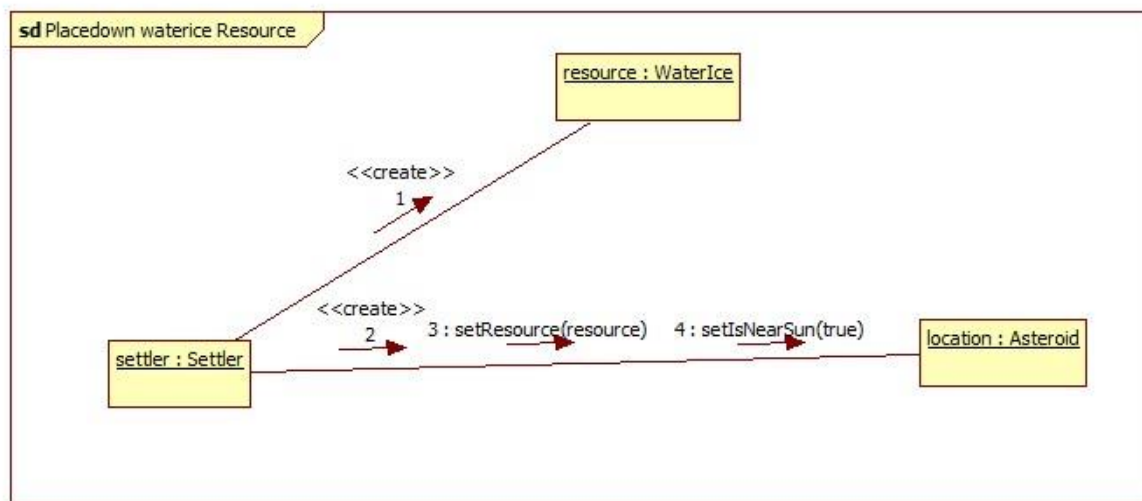 sd Placedown waterice Resource
resource : WaterIce
<<create>>
1
<<create>>
2
3 : setResource(resource)
4 : setIsNearSun(true)
settler : Settler
location : Asteroid